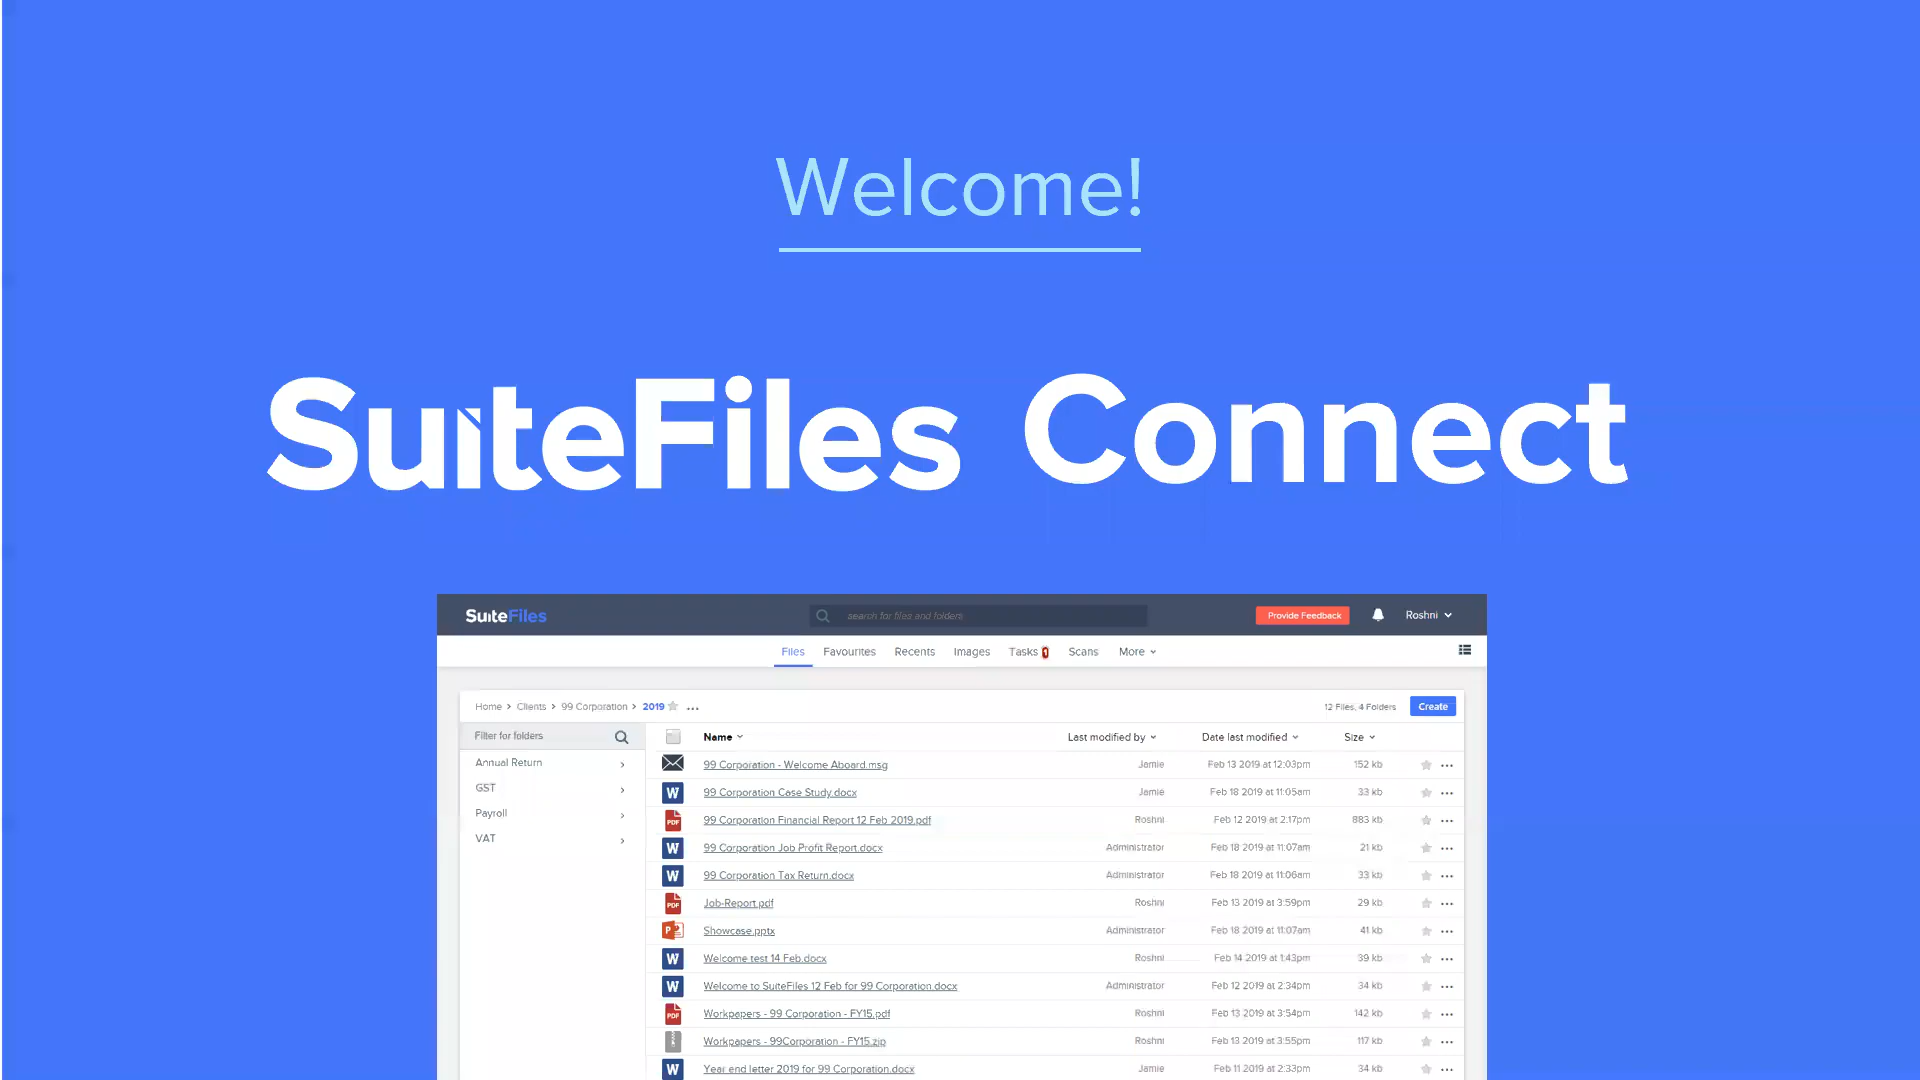 Welcome!
SuiteFiles Connect
SuiteFiles search for files and folders Provide Feedback Roshni
Files Favourites Recents Images Tasks 1 Scans More
Home > Clients > 99 Corporation > 2019 ... 12 Files, 4 Folders Create
Filter for folders Name Last modified by Date last modified Size
Annual Return
GST
Payroll
VAT
99 Corporation - Welcome Aboard.msg Jamie Feb 13 2019 at 12:03pm 152 kb
W 99 Corporation Case Study.docx Jamie Feb 18 2019 at 11:05am 33 kb
PDF 99 Corporation Financial Report 12 Feb 2019.pdf Roshni Feb 12 2019 at 2:17pm 883 kb
W 99 Corporation Job Profit Report.docx Administrator Feb 18 2019 at 11:07am 21 kb
W 99 Corporation Tax Return.docx Administrator Feb 18 2019 at 11:06am 33 kb
PDF Job-Report.pdf Roshni Feb 13 2019 at 3:59pm 29 kb
P Showcase.pptx Administrator Feb 18 2019 at 11:07am 41 kb
W Welcome test 14 Feb.docx Roshni Feb 14 2019 at 1:43pm 39 kb
W Welcome to SuiteFiles 12 Feb for 99 Corporation.docx Administrator Feb 12 2019 at 2:34pm 34 kb
PDF Workpapers - 99 Corporation - FY15.pdf Roshni Feb 13 2019 at 3:54pm 142 kb
Workpapers - 99Corporation - FY15.zip Roshni Feb 13 2019 at 3:55pm 117 kb
W Year end letter 2019 for 99 Corporation.docx Jamie Feb 11 2019 at 2:33pm 34 kb